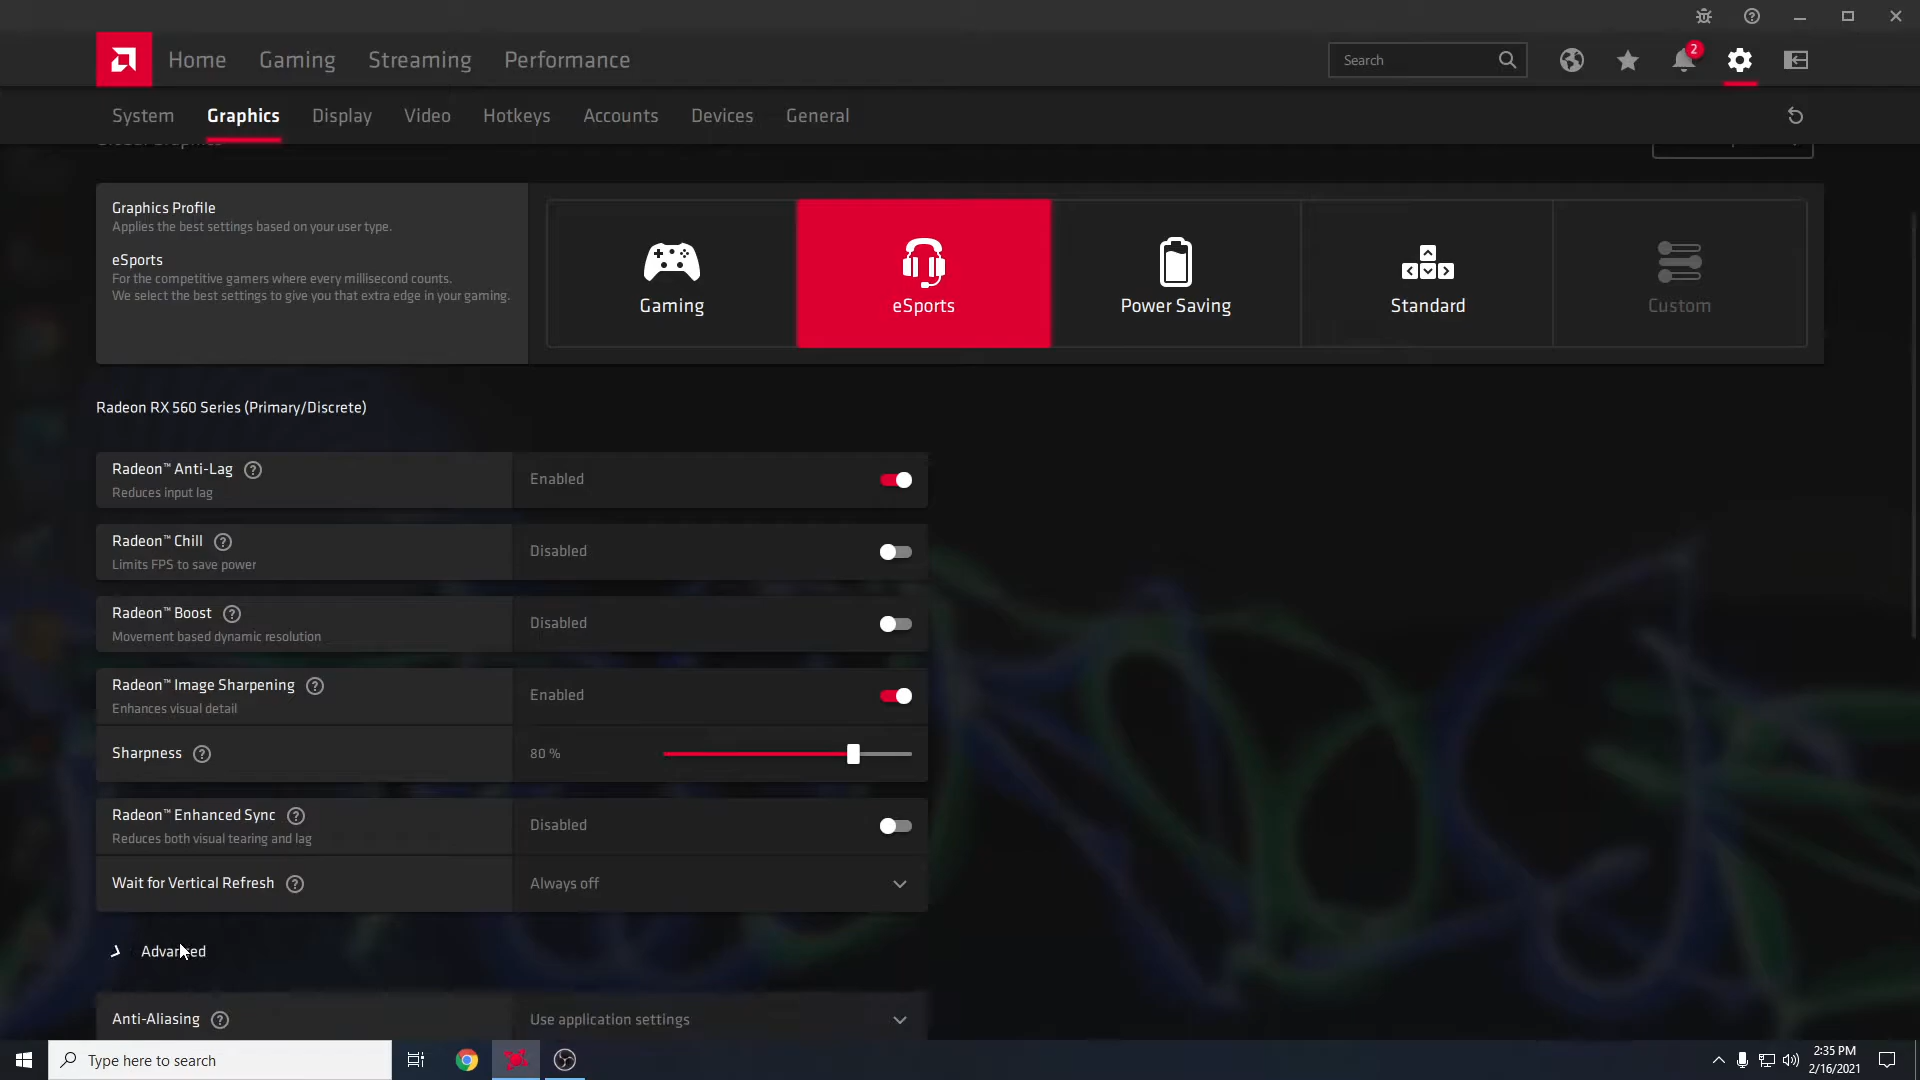 Home Gaming Streaming Performance
Search
2
System Graphics Display Video Hotkeys Accounts Devices General
Graphics Profile
Applies the best settings based on your user type.
eSports
For the competitive gamers where every millisecond counts.
We select the best settings to give you that extra edge in your gaming.
Gaming
eSports
Power Saving
Standard
Custom
Radeon RX 560 Series (Primary/Discrete)
Radeon™ Anti-Lag ?
Reduces input lag
Enabled
Radeon™ Chill ?
Limits FPS to save power
Disabled
Radeon™ Boost ?
Movement based dynamic resolution
Disabled
Radeon™ Image Sharpening ?
Enhances visual detail
Enabled
Sharpness ?
80 %
Radeon™ Enhanced Sync ?
Reduces both visual tearing and lag
Disabled
Wait for Vertical Refresh ?
Always off
Advanced
Anti-Aliasing ?
Use application settings
Type here to search
2:35 PM
2/16/2021